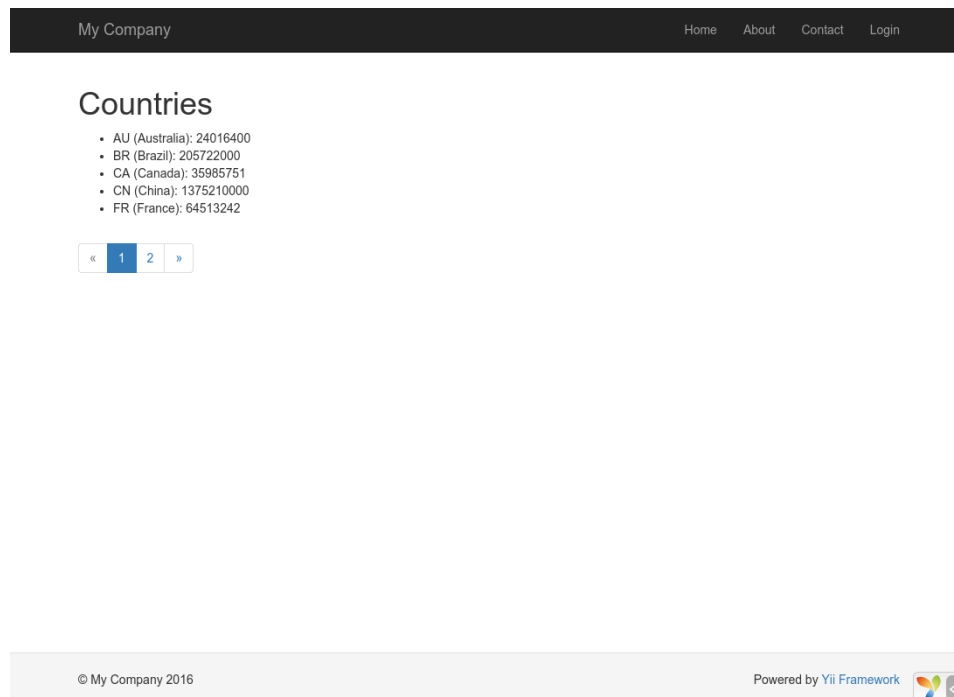 My Company Home About Contact Login
Countries
• AU (Australia): 24016400
• BR (Brazil): 205722000
• CA (Canada): 35985751
• CN (China): 1375210000
• FR (France): 64513242
« 1 2 »
© My Company 2016 Powered by Yii Framework